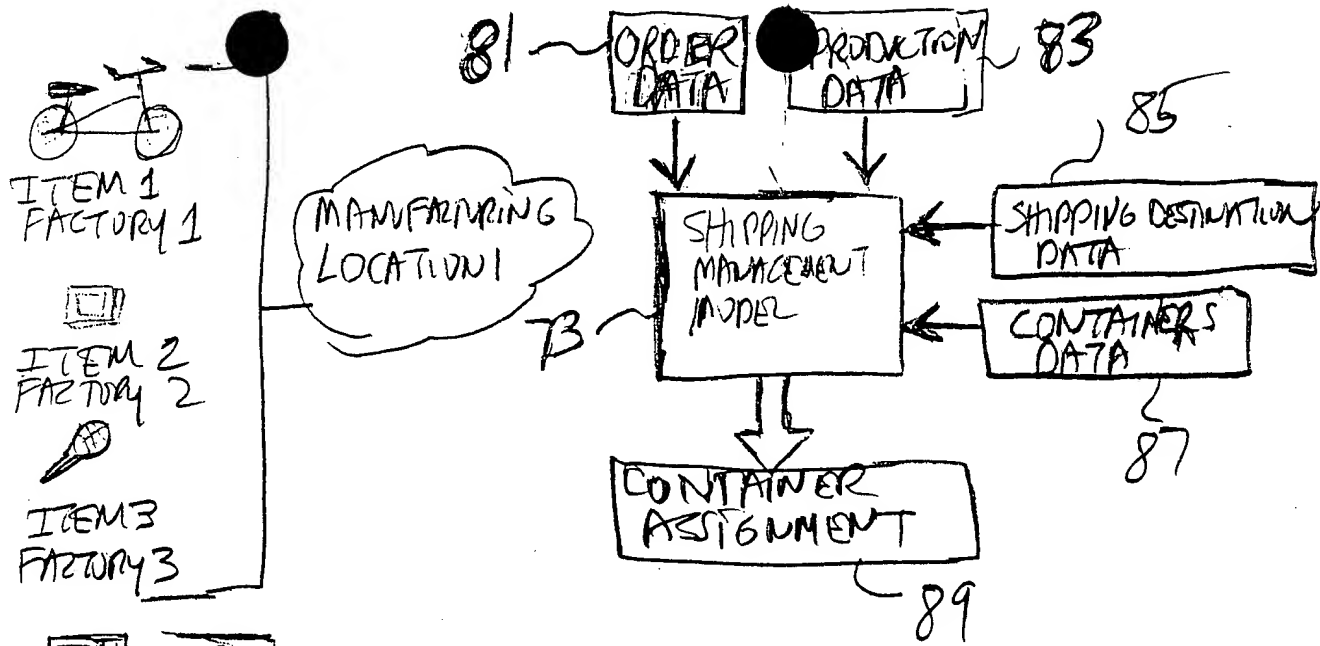 ITEM 1
FACTORY 1
ITEM 2
FACTORY 2
ITEM 3
FACTORY 3
MANUFACTURING
LOCATION 1
81
ORDER
DATA
PRODUCTION
DATA
83
85
SHIPPING DESTINATION
DATA
SHIPPING
MANAGEMENT
MODEL
73
CONTAINERS
DATA
87
CONTAINER
ASSIGNMENT
89